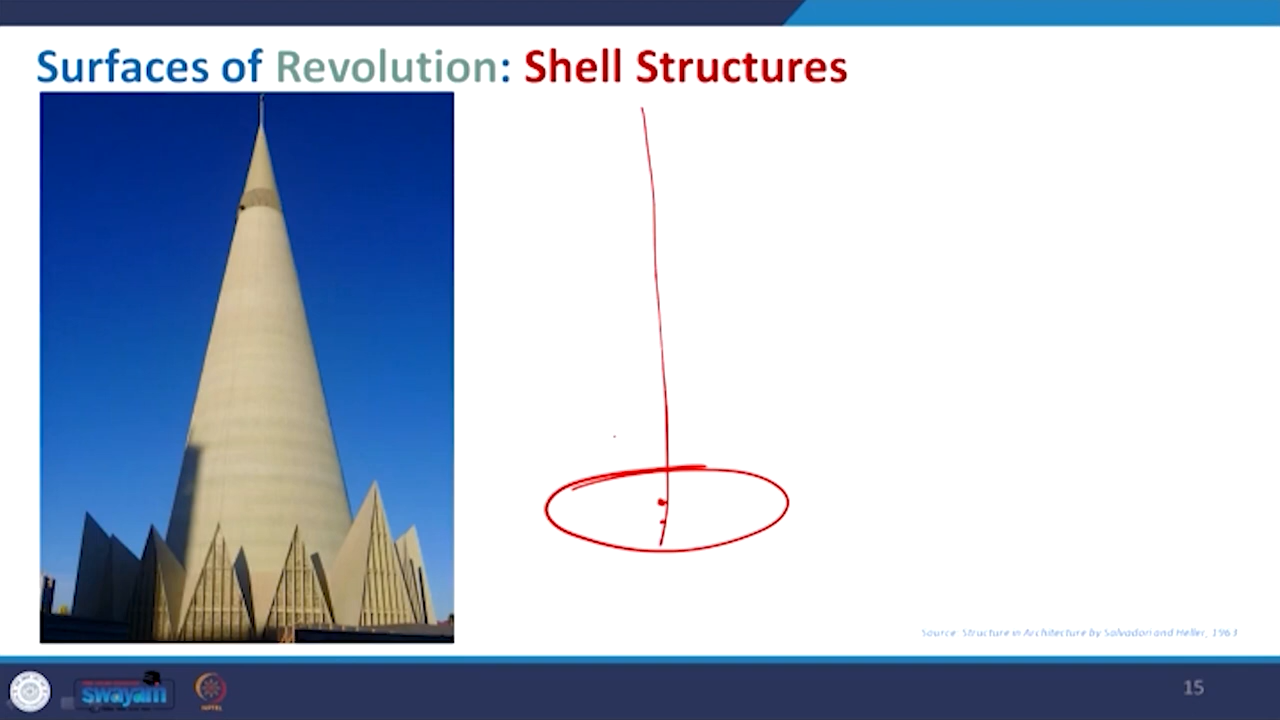 Surfaces of Revolution: Shell Structures
Source: Structure in Architecture by Salvadori and Heller, 1963
swayam
15